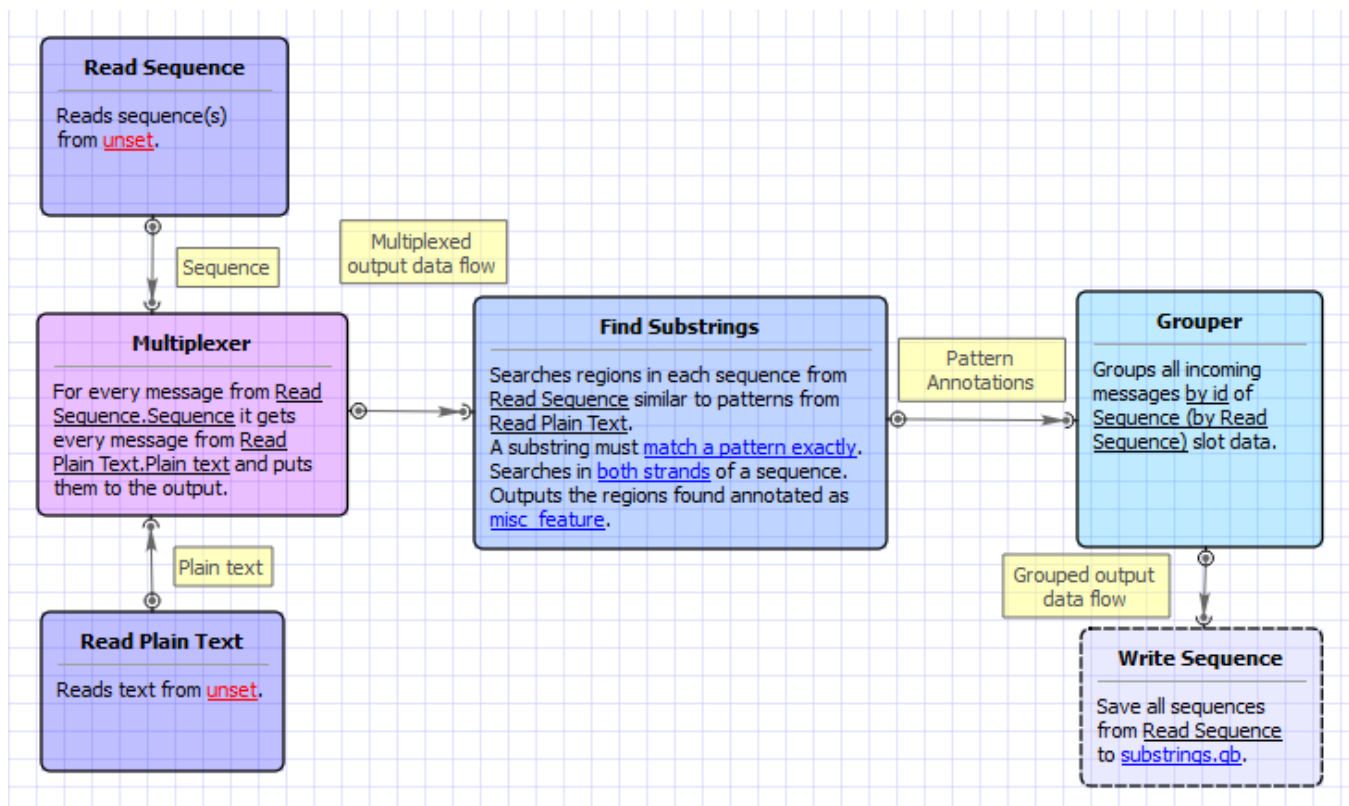 Read Sequence
Reads sequence(s)
from unset.
Sequence
Multiplexed
output data flow
Multiplexer
For every message from Read
Sequence.Sequence it gets
every message from Read
Plain Text.Plain text and puts
them to the output.
Plain text
Read Plain Text
Reads text from unset.
Find Substrings
Searches regions in each sequence from
Read Sequence similar to patterns from
Read Plain Text.
A substring must match a pattern exactly.
Searches in both strands of a sequence.
Outputs the regions found annotated as
misc_feature.
Pattern
Annotations
Grouper
Groups all incoming
messages by id of
Sequence (by Read
Sequence) slot data.
Grouped output
data flow
Write Sequence
Save all sequences
from Read Sequence
to substrings.gb.